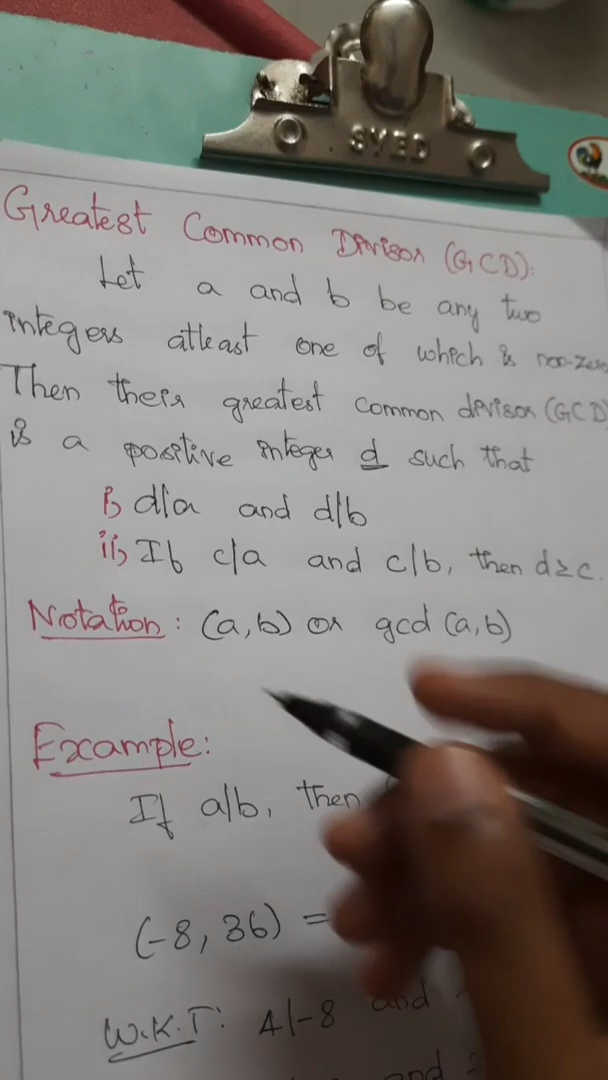 SYED
Greatest Common Divisor (GCD):
Let a and b be any two
integers atleast one of which is non-zero
Then their greatest common divisor (GCD)
is a positive integer d such that
i, d/a and d/b
ii, If c/a and c/b, then d≥c.
Notation: (a,b) or gcd (a,b)
Example:
If a/b, then
(-8, 36) =
W.K.T: 4/-8 and
and